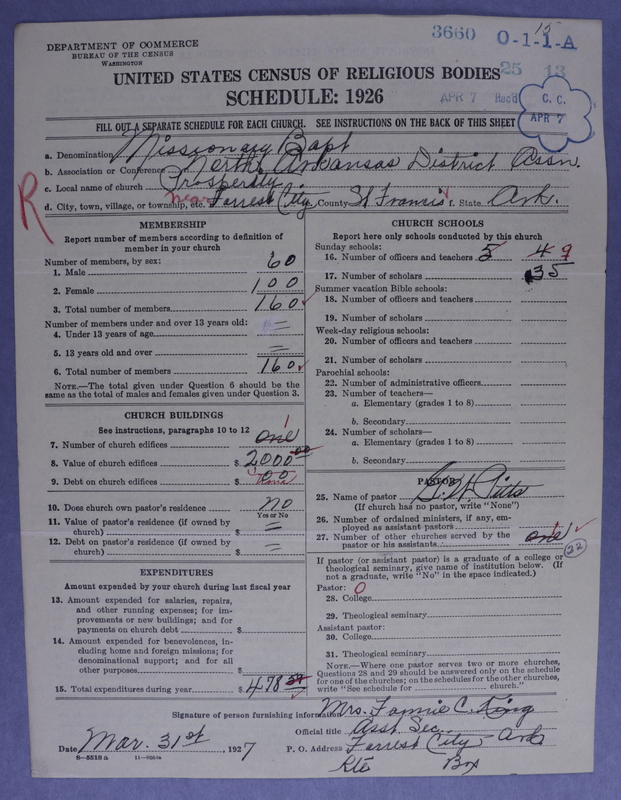 3660 0-1-1-A
15
DEPARTMENT OF COMMERCE
BUREAU OF THE CENSUS
WASHINGTON
25 13
UNITED STATES CENSUS OF RELIGIOUS BODIES
SCHEDULE: 1926
APR 7 Recd
C. C.
APR 7
FILL OUT A SEPARATE SCHEDULE FOR EACH CHURCH. SEE INSTRUCTIONS ON THE BACK OF THIS SHEET
a. Denomination Missionary Bapt
b. Association or Conference North Arkansas District Assn.
c. Local name of church Prosperity
d. City, town, village, or township, etc. near Forrest City, County St Francis f. State Ark.
R
MEMBERSHIP
Report number of members according to definition of
member in your church
Number of members, by sex:
1. Male 60
2. Female 100
3. Total number of members 160
Number of members under and over 13 years old:
4. Under 13 years of age
5. 13 years old and over
6. Total number of members 160
NOTE.—The total given under Question 6 should be the
same as the total of males and females given under Question 3.
CHURCH BUILDINGS
See instructions, paragraphs 10 to 12
7. Number of church edifices one 1
8. Value of church edifices $ 2000 00
9. Debt on church edifices $ 00
10. Does church own pastor's residence no
Yes or No
11. Value of pastor's residence (if owned by
church) $
12. Debt on pastor's residence (if owned by
church) $
EXPENDITURES
Amount expended by your church during last fiscal year
13. Amount expended for salaries, repairs,
and other running expenses; for im-
provements or new buildings; and for
payments on church debt $
14. Amount expended for benevolences, in-
cluding home and foreign missions; for
denominational support; and for all
other purposes $
15. Total expenditures during year $ 478
CHURCH SCHOOLS
Report here only schools conducted by this church
Sunday schools:
16. Number of officers and teachers 5 4 9
17. Number of scholars 35
Summer vacation Bible schools:
18. Number of officers and teachers
19. Number of scholars
Week-day religious schools:
20. Number of officers and teachers
21. Number of scholars
Parochial schools:
22. Number of administrative officers
23. Number of teachers—
a. Elementary (grades 1 to 8)
b. Secondary
24. Number of scholars—
a. Elementary (grades 1 to 8)
b. Secondary
PASTOR
25. Name of pastor G. W. Pitts
(If church has no pastor, write "None")
26. Number of ordained ministers, if any, em-
ployed as assistant pastors
27. Number of other churches served by the
pastor or his assistants one 1
22
If pastor (or assistant pastor) is a graduate of a college or
theological seminary, give name of institution below. (If
not a graduate, write "No" in the space indicated.)
Pastor: 0
28. College
29. Theological seminary
Assistant pastor:
30. College
31. Theological seminary
NOTE.—Where one pastor serves two or more churches,
Questions 28 and 29 should be answered only on the schedule
for one of the churches; on the schedules for the other churches,
write "See schedule for church."
Signature of person furnishing information Mrs. Fannie C. King
Official title Asst Sec.
Date Mar. 31st, 1927 P. O. Address Forrest City Ark
Rte Box
8—5518a 11—9264a